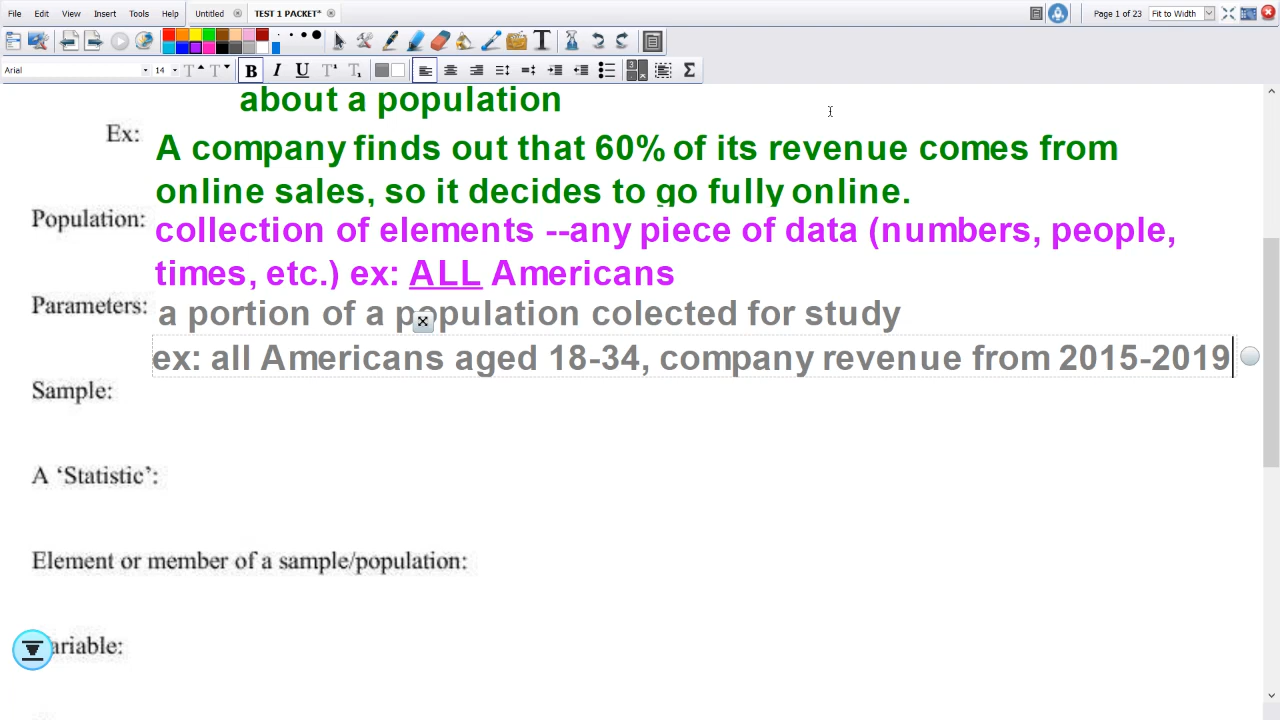 File Edit View Insert Tools Help Untitled TEST 1 PACKET* Page 1 of 23 Fit to Width
Arial 14 B I U
about a population
Ex:
A company finds out that 60% of its revenue comes from
online sales, so it decides to go fully online.
Population:
collection of elements --any piece of data (numbers, people,
times, etc.) ex: ALL Americans
Parameters: a portion of a population colected for study
ex: all Americans aged 18-34, company revenue from 2015-2019
Sample:
A ‘Statistic’:
Element or member of a sample/population:
ariable: